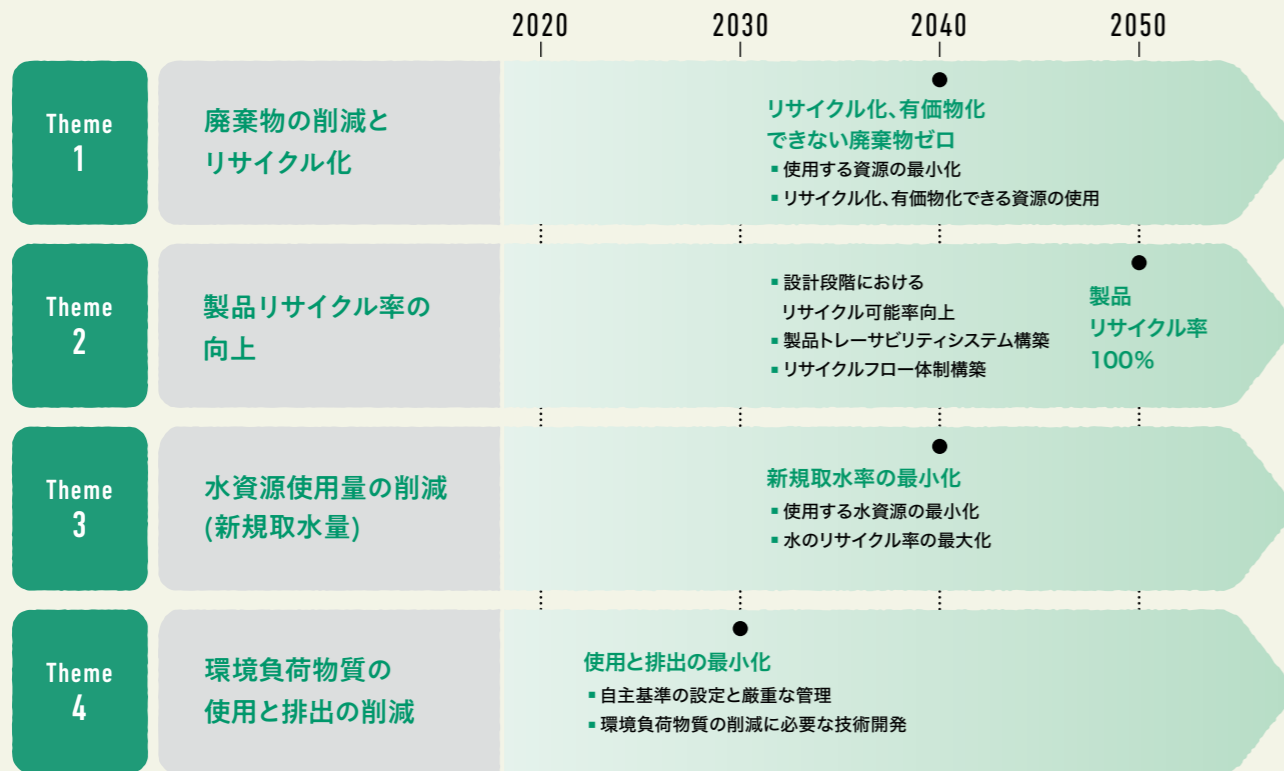 2020 2030 2040 2050
Theme
1
廃棄物の削減と
リサイクル化
リサイクル化、有価物化
できない廃棄物ゼロ
▪ 使用する資源の最小化
▪ リサイクル化、有価物化できる資源の使用
Theme
2
製品リサイクル率の
向上
▪ 設計段階における
リサイクル可能率向上
▪ 製品トレーサビリティシステム構築
▪ リサイクルフロー体制構築
製品
リサイクル率
100%
Theme
3
水資源使用量の削減
(新規取水量)
新規取水率の最小化
▪ 使用する水資源の最小化
▪ 水のリサイクル率の最大化
Theme
4
環境負荷物質の
使用と排出の削減
使用と排出の最小化
▪ 自主基準の設定と厳重な管理
▪ 環境負荷物質の削減に必要な技術開発